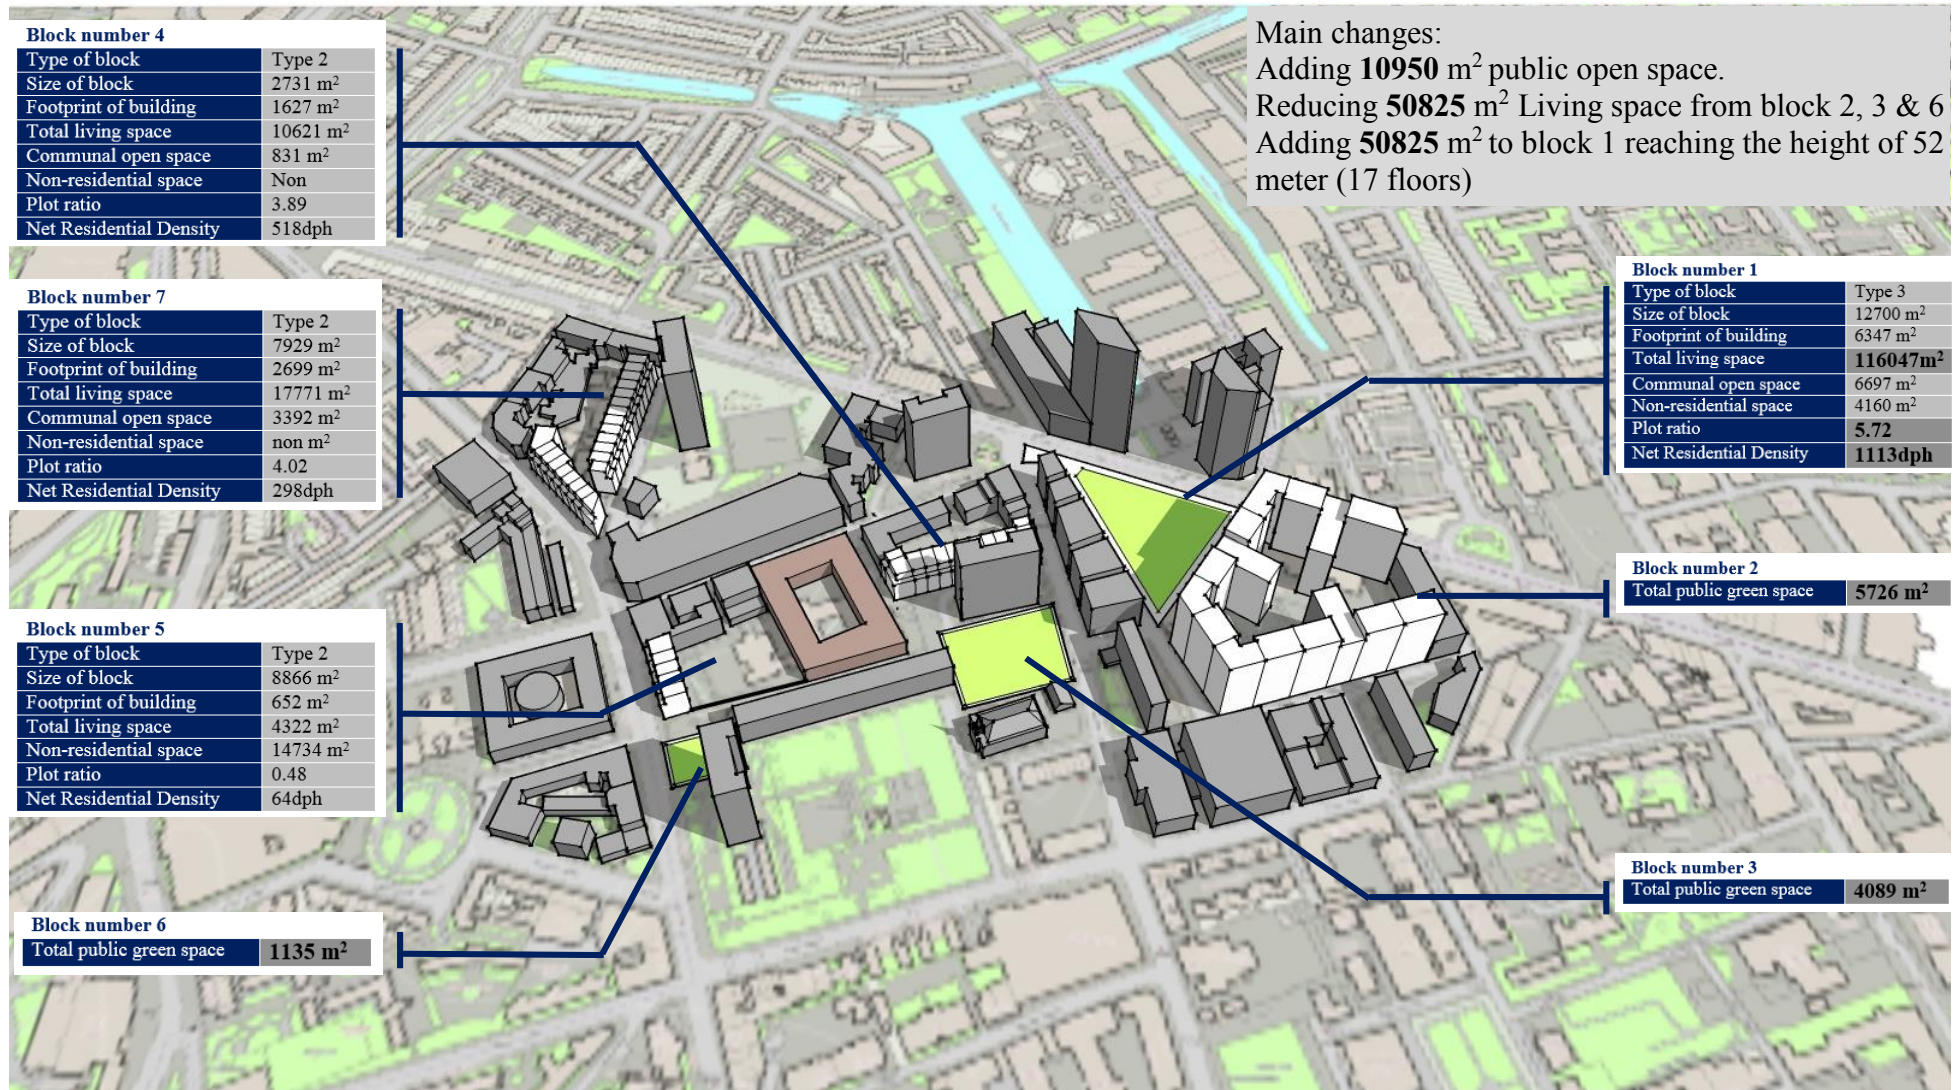 Block number 4
Type of block Type 2
Size of block 2731 m²
Footprint of building 1627 m²
Total living space 10621 m²
Communal open space 831 m²
Non-residential space Non
Plot ratio 3.89
Net Residential Density 518dph
Block number 7
Type of block Type 2
Size of block 7929 m²
Footprint of building 2699 m²
Total living space 17771 m²
Communal open space 3392 m²
Non-residential space non m²
Plot ratio 4.02
Net Residential Density 298dph
Block number 5
Type of block Type 2
Size of block 8866 m²
Footprint of building 652 m²
Total living space 4322 m²
Non-residential space 14734 m²
Plot ratio 0.48
Net Residential Density 64dph
Block number 6
Total public green space 1135 m²
Main changes:
Adding 10950 m² public open space.
Reducing 50825 m² Living space from block 2, 3 & 6
Adding 50825 m² to block 1 reaching the height of 52
meter (17 floors)
Block number 1
Type of block Type 3
Size of block 12700 m²
Footprint of building 6347 m²
Total living space 116047m²
Communal open space 6697 m²
Non-residential space 4160 m²
Plot ratio 5.72
Net Residential Density 1113dph
Block number 2
Total public green space 5726 m²
Block number 3
Total public green space 4089 m²